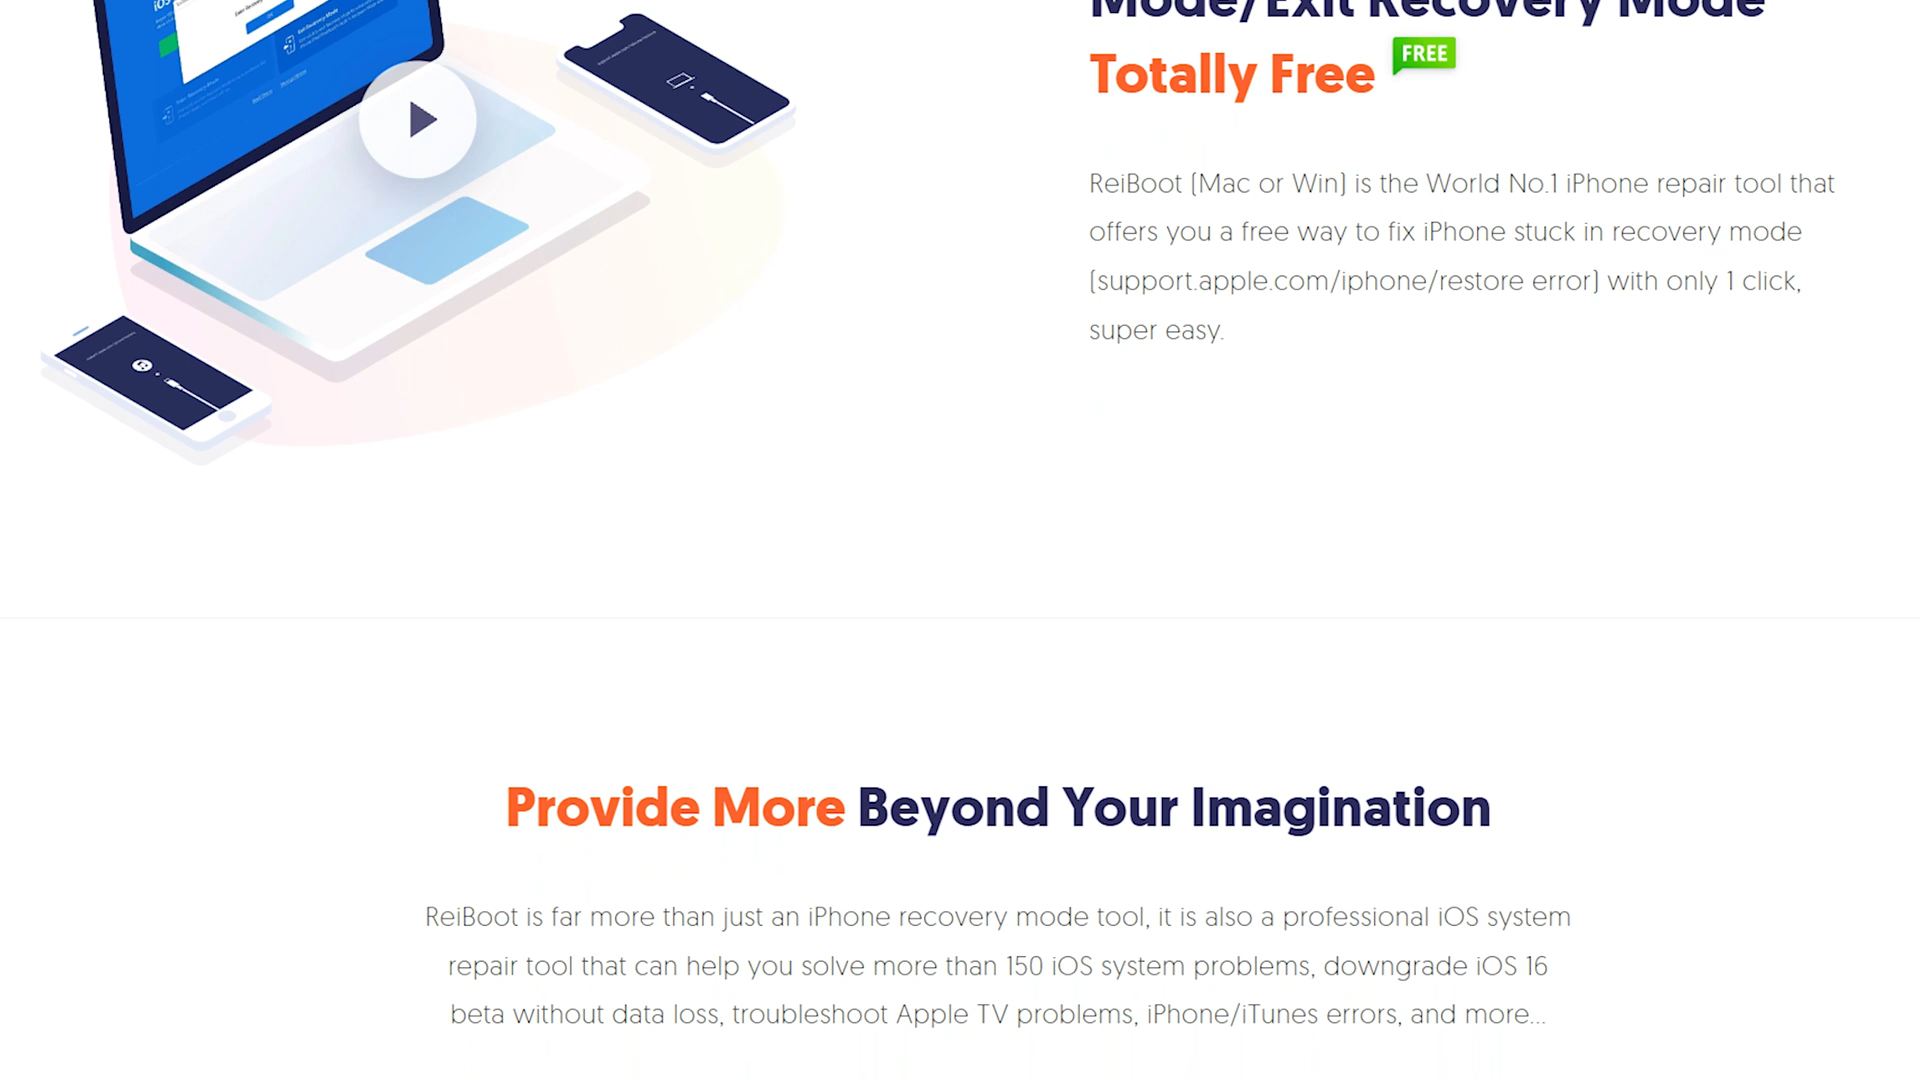 Mode/Exit Recovery Mode
Totally Free FREE
ReiBoot (Mac or Win) is the World No.1 iPhone repair tool that
offers you a free way to fix iPhone stuck in recovery mode
(support.apple.com/iphone/restore error) with only 1 click,
super easy.
Provide More Beyond Your Imagination
ReiBoot is far more than just an iPhone recovery mode tool, it is also a professional iOS system
repair tool that can help you solve more than 150 iOS system problems, downgrade iOS 16
beta without data loss, troubleshoot Apple TV problems, iPhone/iTunes errors, and more...